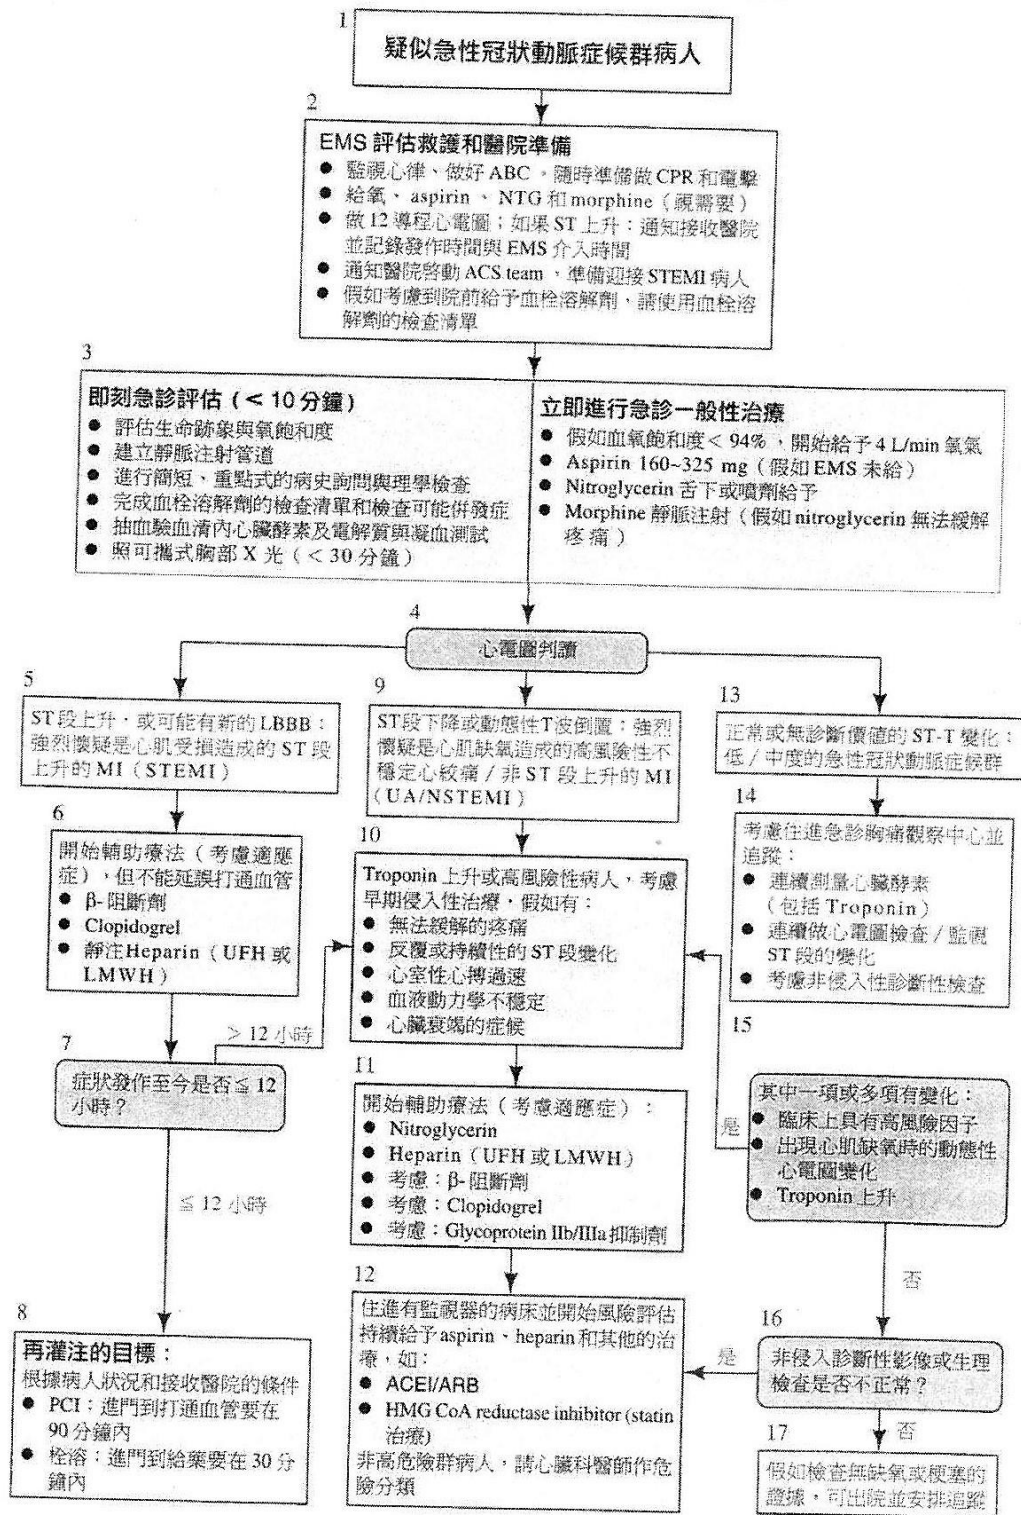 1
疑似急性冠狀動脈症候群病人
2
EMS 評估救護和醫院準備
● 監視心律、做好 ABC。隨時準備做 CPR 和電擊
● 給氧、aspirin、NTG 和 morphine（視需要）
● 做 12 導程心電圖；如果 ST 上升：通知接收醫院
並記錄發作時間與 EMS 介入時間
● 通知醫院啓動 ACS team，準備迎接 STEMI 病人
● 假如考慮到院前給予血栓溶解劑，請使用血栓溶
解劑的檢查清單
3
即刻急診評估（< 10 分鐘）
● 評估生命跡象與氧飽和度
● 建立靜脈注射管道
● 進行簡短、重點式的病史詢問與理學檢查
● 完成血栓溶解劑的檢查清單和檢查可能併發症
● 抽血驗血清內心臟酵素及電解質與凝血測試
● 照可攜式胸部 X 光（< 30 分鐘）
立即進行急診一般性治療
● 假如血氧飽和度 < 94%，開始給予 4 L/min 氧氣
● Aspirin 160~325 mg（假如 EMS 未給）
● Nitroglycerin 舌下或噴劑給予
● Morphine 靜脈注射（假如 nitroglycerin 無法緩解
疼痛）
4
心電圖判讀
5
ST 段上升，或可能有新的 LBBB：
強烈懷疑是心肌受損造成的 ST 段
上升的 MI（STEMI）
6
開始輔助療法（考慮適應
症），但不能延誤打通血管
● β- 阻斷劑
● Clopidogrel
● 靜注 Heparin（UFH 或
LMWH）
> 12 小時
7
症狀發作至今是否 ≦ 12
小時？
≦ 12 小時
8
再灌注的目標：
根據病人狀況和接收醫院的條件
● PCI：進門到打通血管要在
90 分鐘內
● 栓溶：進門到給藥要在 30 分
鐘內
9
ST段下降或動態性T波倒置；強烈
懷疑是心肌缺氧造成的高風險性不
穩定心絞痛 / 非 ST 段上升的 MI
（UA/NSTEMI）
10
Troponin 上升或高風險性病人，考慮
早期侵入性治療，假如有：
● 無法緩解的疼痛
● 反覆或持續性的 ST 段變化
● 心室性心搏過速
● 血液動力學不穩定
● 心臟衰竭的症候
11
開始輔助療法（考慮適應症）：
● Nitroglycerin
● Heparin（UFH 或 LMWH）
● 考慮：β- 阻斷劑
● 考慮：Clopidogrel
● 考慮：Glycoprotein IIb/IIIa 抑制劑
12
住進有監視器的病床並開始風險評估
持續給予 aspirin、heparin 和其他的治
療，如：
● ACEI/ARB
● HMG CoA reductase inhibitor (statin
治療)
非高危險群病人，請心臟科醫師作危
險分類
13
正常或無診斷價值的 ST-T 變化：
低 / 中度的急性冠狀動脈症候群
14
考慮住進急診胸痛觀察中心並
追蹤：
● 連續測量心臟酵素
（包括 Troponin）
● 連續做心電圖檢查 / 監視
ST 段的變化
● 考慮非侵入性診斷性檢查
15
其中一項或多項有變化：
● 臨床上具有高風險因子
● 出現心肌缺氧時的動態性
心電圖變化
● Troponin 上升
是
否
16
非侵入診斷性影像或生理
檢查是否不正常？
是
否
17
假如檢查無缺氧或梗塞的
證據，可出院並安排追蹤